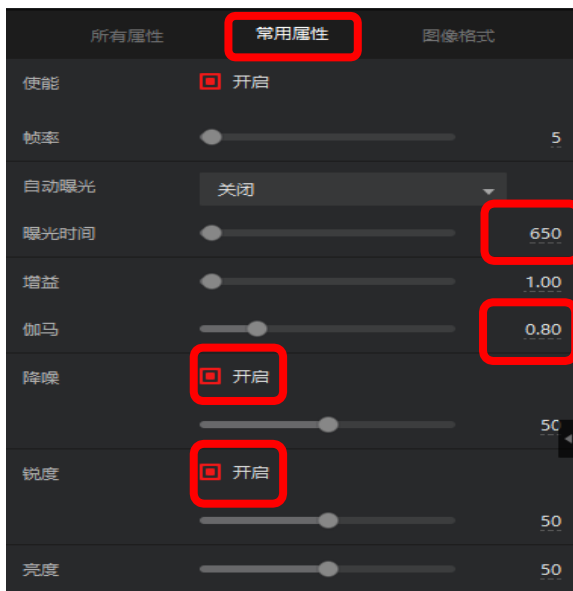 所有属性 常用属性 图像格式
使能 开启
帧率 5
自动曝光 关闭
曝光时间 650
增益 1.00
伽马 0.80
降噪 开启
50
锐度 开启
50
亮度 50